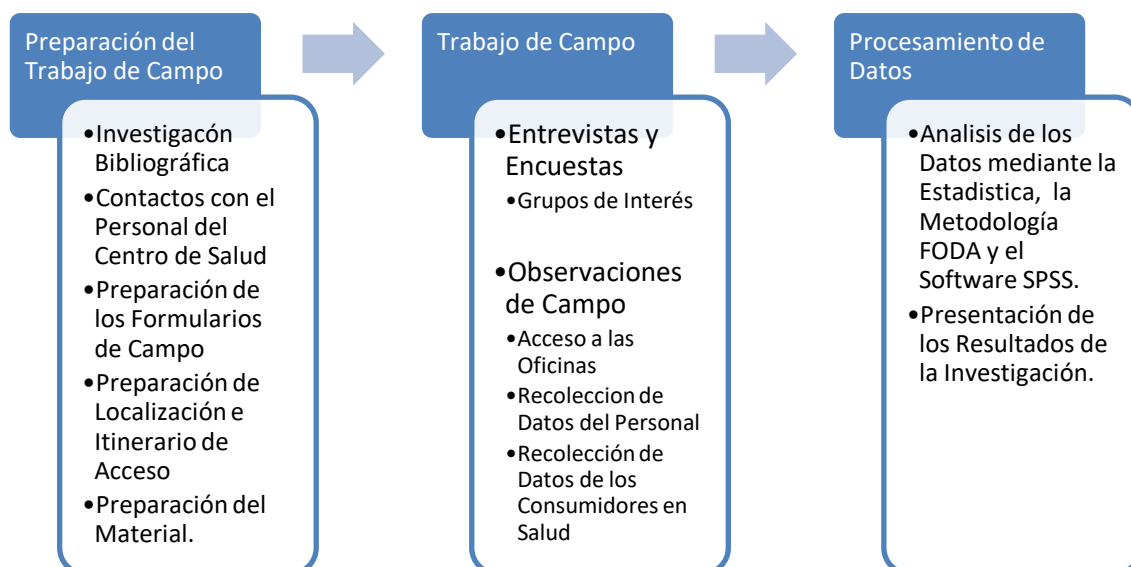 Preparación del
Trabajo de Campo
•Investigacón
Bibliográfica
•Contactos con el
Personal del
Centro de Salud
•Preparación de
los Formularios
de Campo
•Preparación de
Localización e
Itinerario de
Acceso
•Preparación del
Material.
Trabajo de Campo
•Entrevistas y
Encuestas
•Grupos de Interés
•Observaciones
de Campo
•Acceso a las
Oficinas
•Recoleccion de
Datos del Personal
•Recolección de
Datos de los
Consumidores en
Salud
Procesamiento de
Datos
•Analisis de los
Datos mediante la
Estadistica, la
Metodología
FODA y el
Software SPSS.
•Presentación de
los Resultados de
la Investigación.